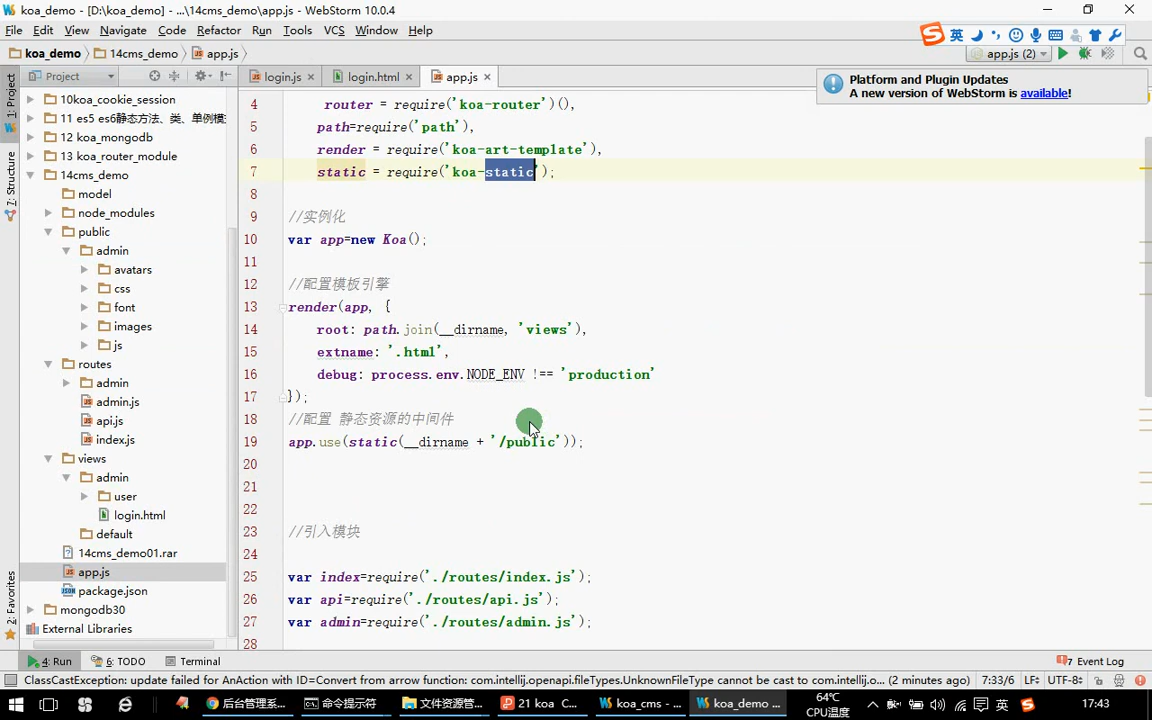 koa_demo - [D:\koa_demo] - ...\14cms_demo\app.js - WebStorm 10.0.4
File Edit View Navigate Code Refactor Run Tools VCS Window Help
英
koa_demo 14cms_demo app.js
app.js (2)
Project
login.js login.html app.js
Platform and Plugin Updates
A new version of WebStorm is available!
1: Project
7: Structure
2: Favorites
10koa_cookie_session
11 es5 es6静态方法、类、单例模
12 koa_mongodb
13 koa_router_module
14cms_demo
model
node_modules
public
admin
avatars
css
font
images
js
routes
admin
admin.js
api.js
index.js
views
admin
user
login.html
default
14cms_demo01.rar
app.js
package.json
mongodb30
External Libraries
4 router = require('koa-router')(),
5 path=require('path'),
6 render = require('koa-art-template'),
7 static = require('koa-static');
8
9 //实例化
10 var app=new Koa();
11
12 //配置模板引擎
13 render(app, {
14 root: path.join(__dirname, 'views'),
15 extname: '.html',
16 debug: process.env.NODE_ENV !== 'production'
17 });
18 //配置 静态资源的中间件
19 app.use(static(__dirname + '/public'));
20
21
22
23 //引入模块
24
25 var index=require('./routes/index.js');
26 var api=require('./routes/api.js');
27 var admin=require('./routes/admin.js');
28
4: Run 6: TODO Terminal 7 Event Log
ClassCastException: update failed for AnAction with ID=Convert from arrow function: com.intellij.openapi.fileTypes.UnknownFileType cannot be cast to com.intellij... (2 minutes ago) 7:33/6 LF UTF-8
后台管理系... 命令提示符 文件资源管... 21 koa C... koa_cms - ... koa_demo ... 64℃ 英 17:43
CPU温度